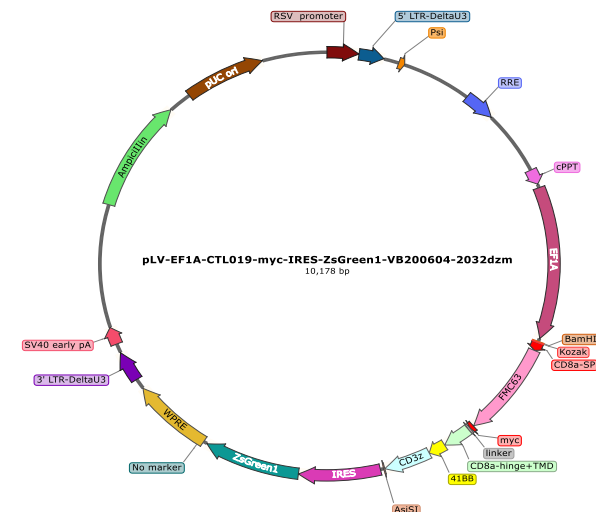 RSV promoter
5' LTR-DeltaU3
Psi
pUC ori
RRE
AmpicillIin
cPPT
EF1A
pLV-EF1A-CTL019-myc-IRES-ZsGreen1-VB200604-2032dzm
10,178 bp
BamHI
Kozak
CD8a-SP
SV40 early pA
3' LTR-DeltaU3
FMC63
WPRE
myc
linker
CD8a-hinge+TMD
CD3z
41BB
No marker
ZsGreen1
IRES
AsiSI